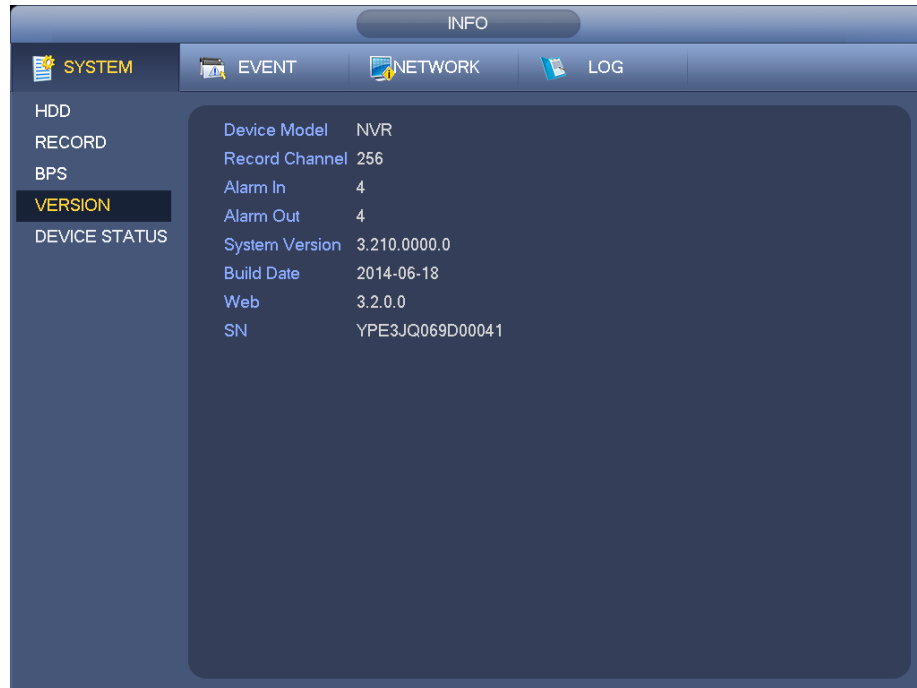 INFO
SYSTEM EVENT NETWORK LOG
HDD
RECORD
BPS
VERSION
DEVICE STATUS
Device Model NVR
Record Channel 256
Alarm In 4
Alarm Out 4
System Version 3.210.0000.0
Build Date 2014-06-18
Web 3.2.0.0
SN YPE3JQ069D00041